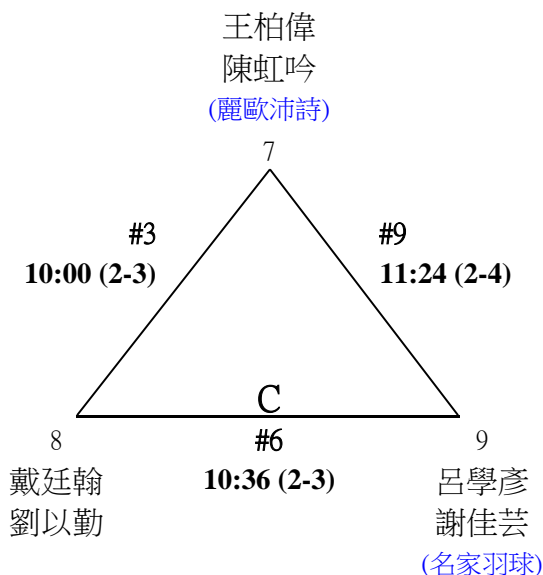 王柏偉
陳虹吟
(麗歐沛詩)
7
#3
10:00 (2-3)
#9
11:24 (2-4)
C
8
#6
9
戴廷翰
10:36 (2-3)
呂學彥
劉以勤
謝佳芸
(名家羽球)